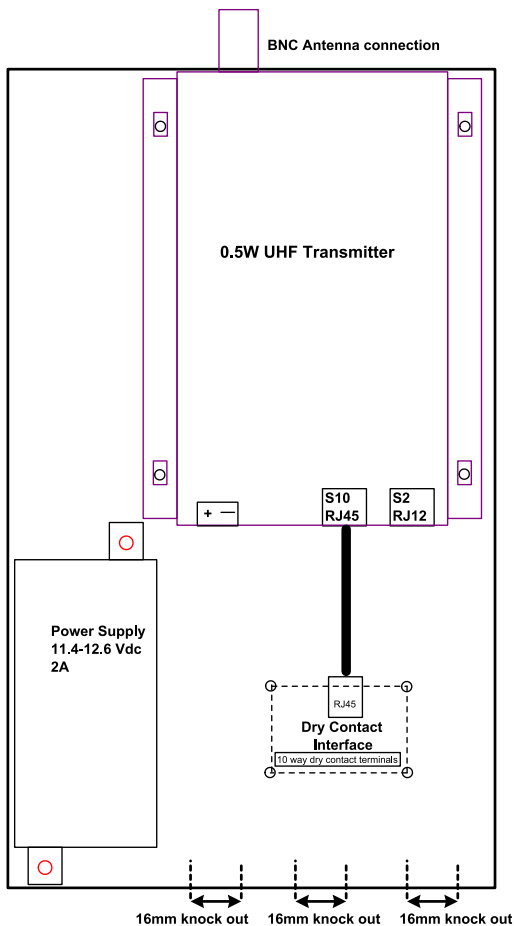 BNC Antenna connection
0.5W UHF Transmitter
+ —
S10
RJ45
S2
RJ12
Power Supply
11.4-12.6 Vdc
2A
RJ45
Dry Contact
Interface
10 way dry contact terminals
16mm knock out
16mm knock out
16mm knock out